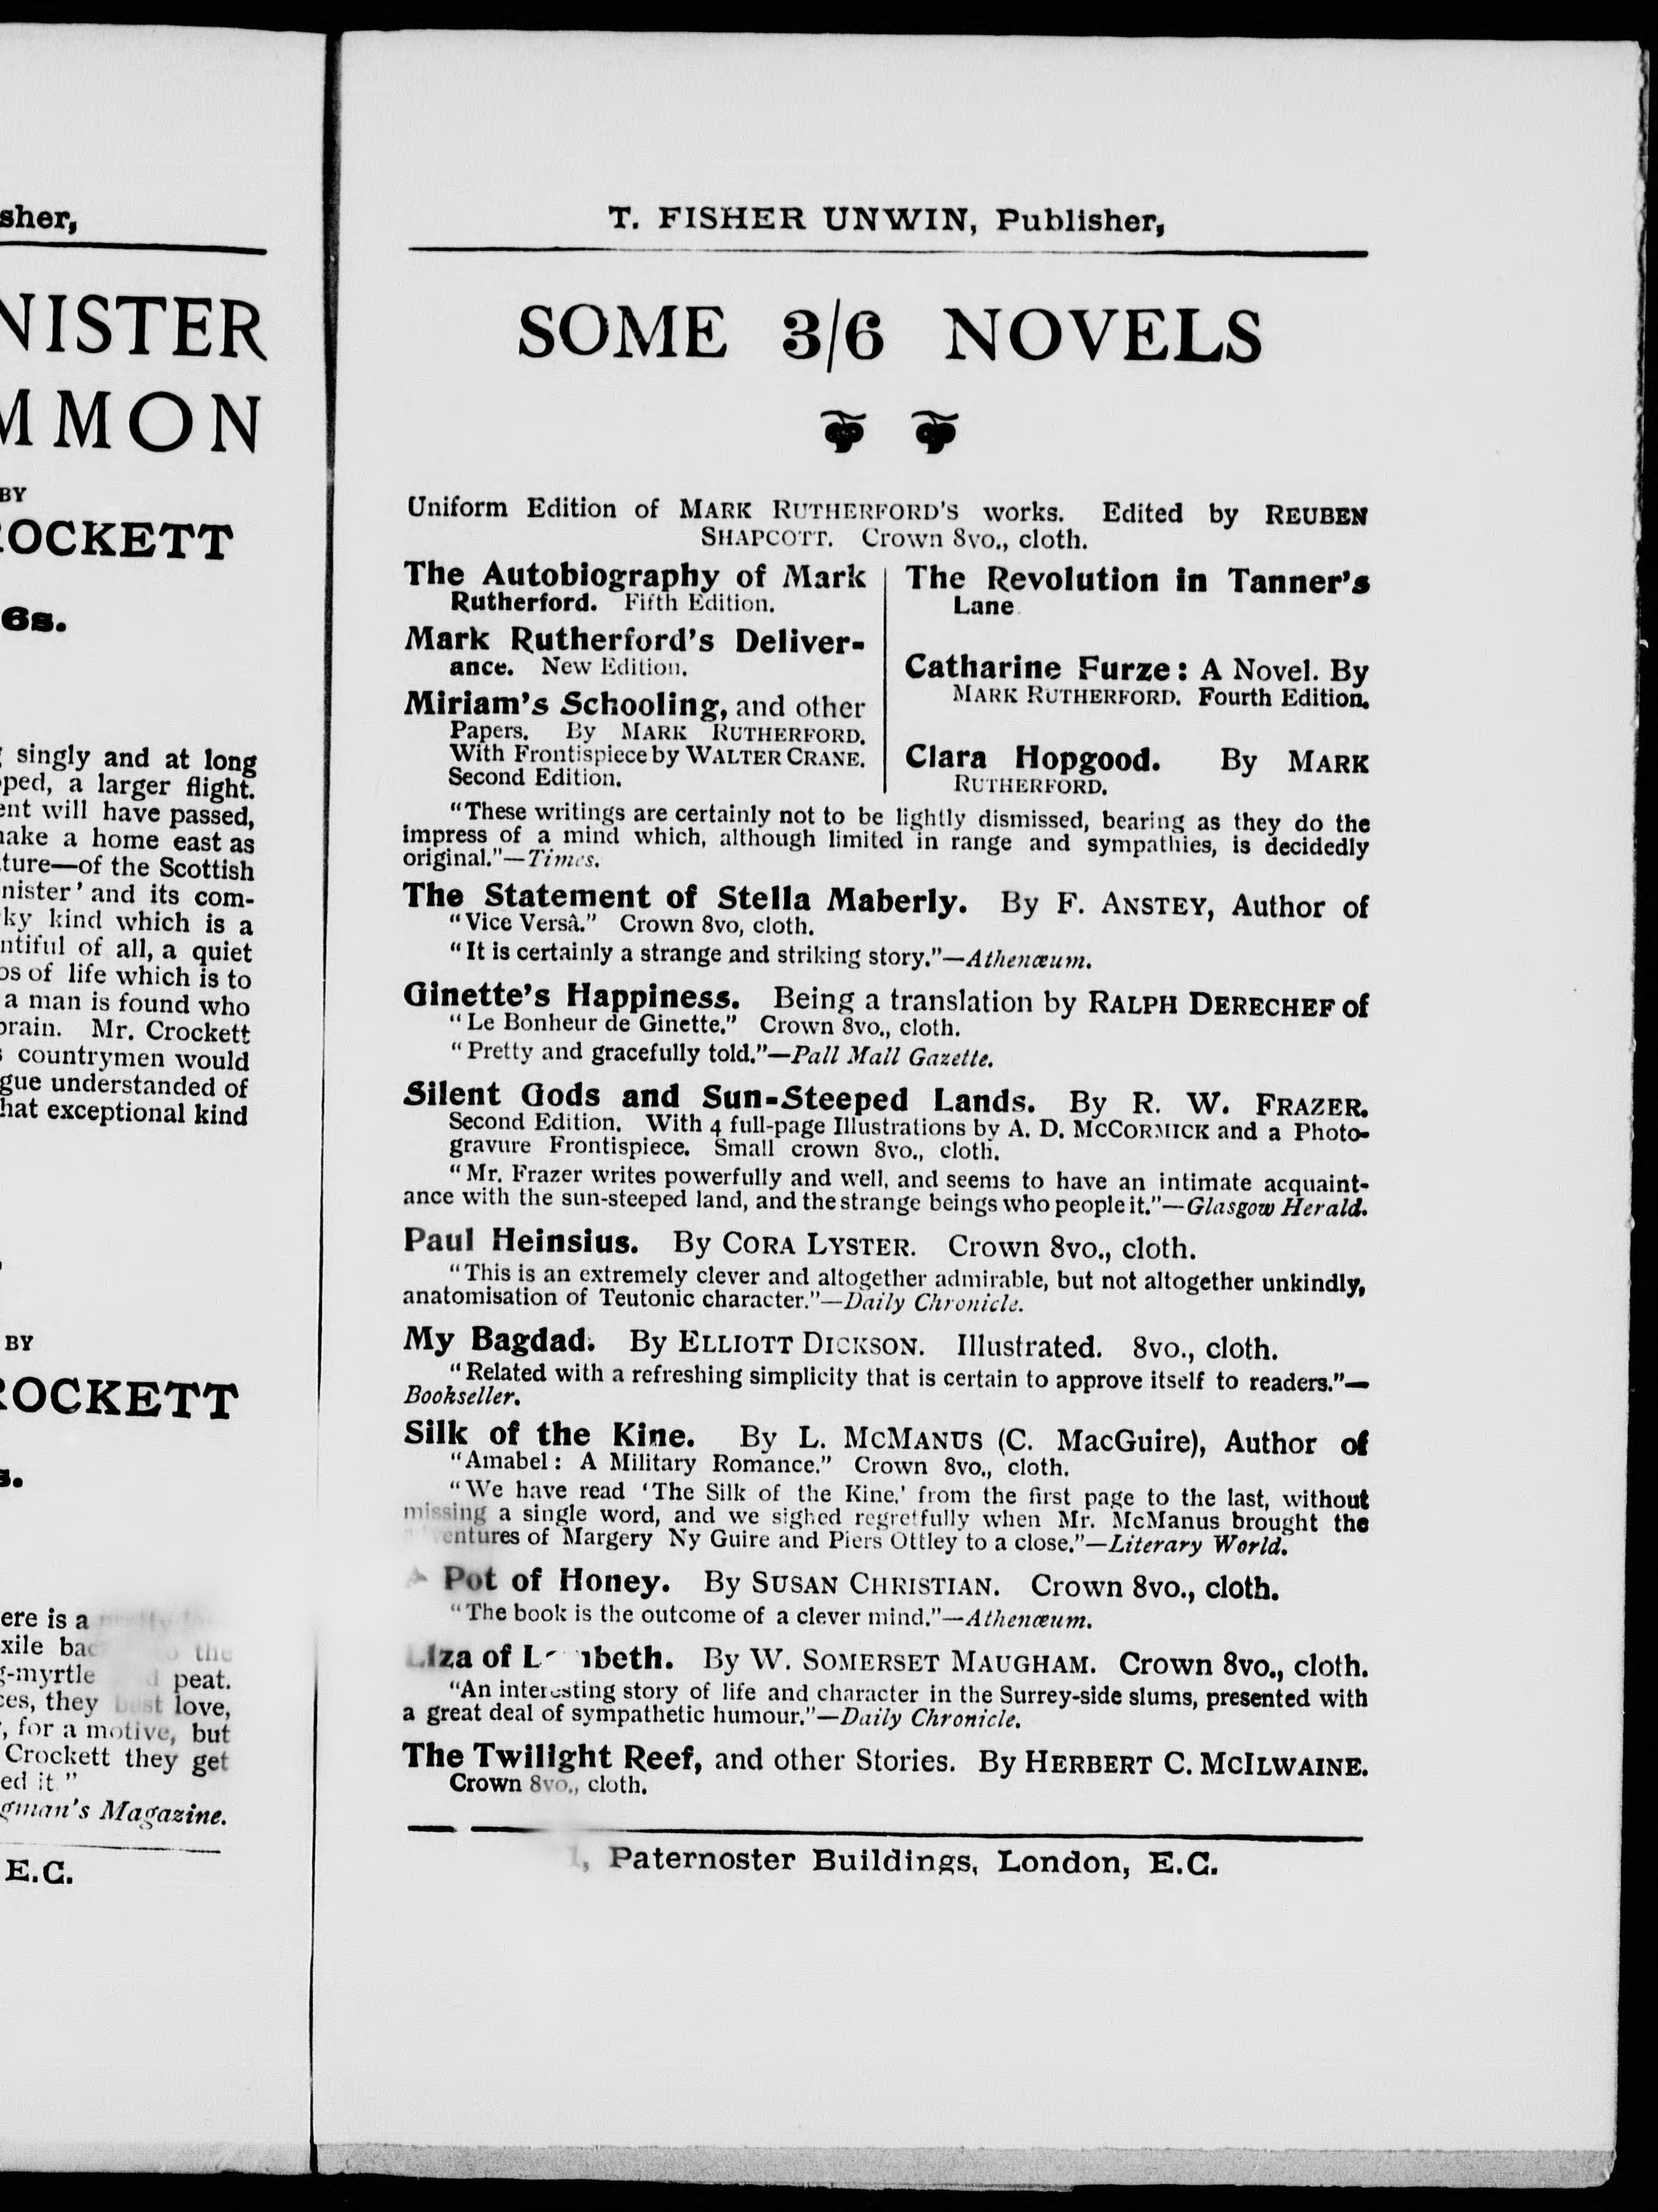 sher,
NISTER
MMON
BY
ROCKETT
6s.
singly and at long
ped, a larger flight.
ent will have passed,
make a home east as
ture—of the Scottish
nister' and its com-
ky kind which is a
ntiful of all, a quiet
os of life which is to
a man is found who
brain. Mr. Crockett
countrymen would
gue understanded of
hat exceptional kind
BY
ROCKETT
s.
ere is a
xile bac the
g-myrtle peat.
ces, they best love,
, for a motive, but
Crockett they get
ed it "
gman's Magazine.
E.C.
T. FISHER UNWIN, Publisher,
SOME 3/6 NOVELS
Uniform Edition of MARK RUTHERFORD'S works. Edited by REUBEN
SHAPCOTT. Crown 8vo., cloth.
The Autobiography of Mark
Rutherford. Fifth Edition.
Mark Rutherford's Deliver-
ance. New Edition.
Miriam's Schooling, and other
Papers. By MARK RUTHERFORD.
With Frontispiece by WALTER CRANE.
Second Edition.
The Revolution in Tanner's
Lane
Catharine Furze: A Novel. By
MARK RUTHERFORD. Fourth Edition.
Clara Hopgood. By MARK
RUTHERFORD.
"These writings are certainly not to be lightly dismissed, bearing as they do the
impress of a mind which, although limited in range and sympathies, is decidedly
original."—Times.
The Statement of Stella Maberly. By F. ANSTEY, Author of
"Vice Versâ." Crown 8vo, cloth.
"It is certainly a strange and striking story."—Athenæum.
Ginette's Happiness. Being a translation by RALPH DERECHEF of
"Le Bonheur de Ginette." Crown 8vo., cloth.
"Pretty and gracefully told."—Pall Mall Gazette.
Silent Gods and Sun-Steeped Lands. By R. W. FRAZER.
Second Edition. With 4 full-page Illustrations by A. D. MCCORMICK and a Photo-
gravure Frontispiece. Small crown 8vo., cloth.
"Mr. Frazer writes powerfully and well, and seems to have an intimate acquaint-
ance with the sun-steeped land, and the strange beings who people it."—Glasgow Herald.
Paul Heinsius. By CORA LYSTER. Crown 8vo., cloth.
"This is an extremely clever and altogether admirable, but not altogether unkindly,
anatomisation of Teutonic character."—Daily Chronicle.
My Bagdad. By ELLIOTT DICKSON. Illustrated. 8vo., cloth.
"Related with a refreshing simplicity that is certain to approve itself to readers."—
Bookseller.
Silk of the Kine. By L. MCMANUS (C. MacGuire), Author of
"Amabel: A Military Romance." Crown 8vo., cloth.
"We have read 'The Silk of the Kine,' from the first page to the last, without
missing a single word, and we sighed regretfully when Mr. McManus brought the
entures of Margery Ny Guire and Piers Ottley to a close."—Literary World.
A Pot of Honey. By SUSAN CHRISTIAN. Crown 8vo., cloth.
"The book is the outcome of a clever mind."—Athenæum.
Liza of L beth. By W. SOMERSET MAUGHAM. Crown 8vo., cloth.
"An interesting story of life and character in the Surrey-side slums, presented with
a great deal of sympathetic humour."—Daily Chronicle.
The Twilight Reef, and other Stories. By HERBERT C. MCILWAINE.
Crown 8vo., cloth.
, Paternoster Buildings, London, E.C.